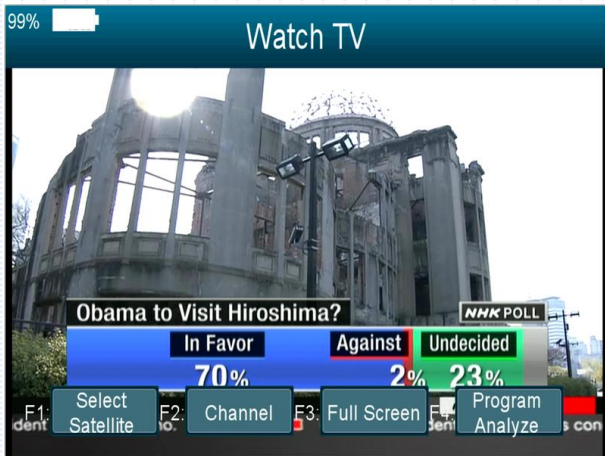 99%
Watch TV
Obama to Visit Hiroshima?
NHK POLL
In Favor
Against
Undecided
70%
2%
23%
F1:
Select
Satellite
F2:
Channel
F3:
Full Screen
Program
Analyze